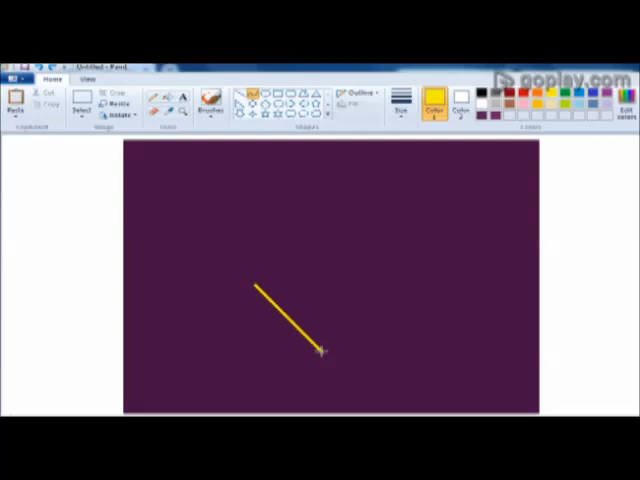 Untitled - Paint
Home View
goplay.com
Cut
Copy
Paste
Clipboard
Select
Crop
Resize
Rotate
Image
Tools
Brushes
Shapes
Outline
Fill
Size
Color 1
Color 2
Edit colors
Colors